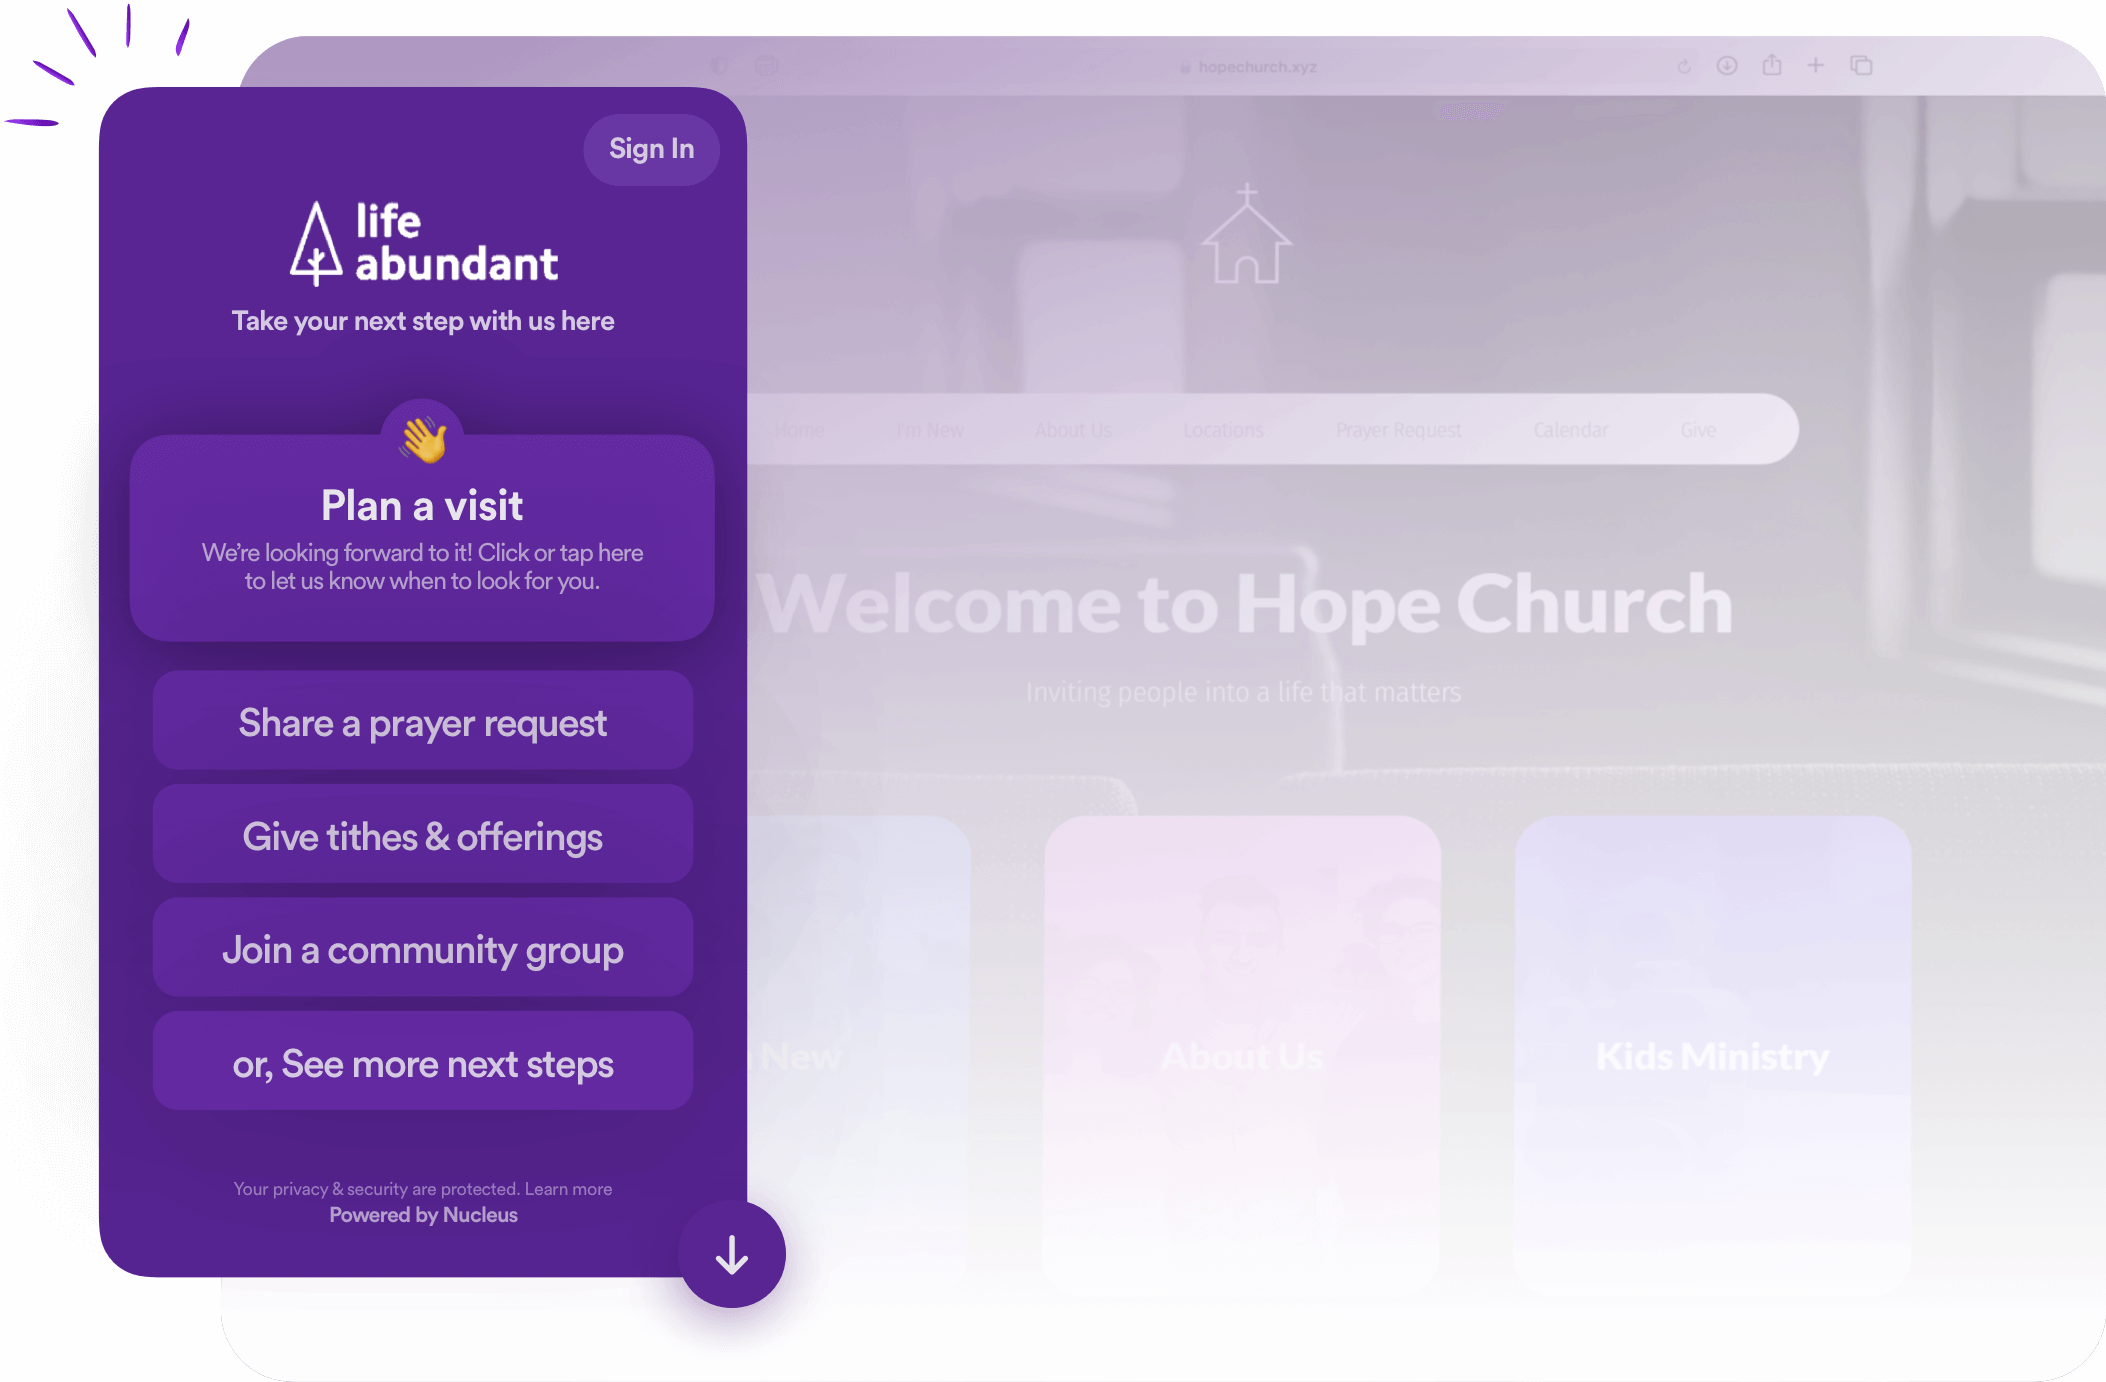 hopechurch.xyz
Sign In
life
abundant
Take your next step with us here
Plan a visit
We're looking forward to it! Click or tap here
to let us know when to look for you.
Share a prayer request
Give tithes & offerings
Join a community group
or, See more next steps
Your privacy & security are protected. Learn more
Powered by Nucleus
Home I'm New About Us Locations Prayer Request Calendar Give
Welcome to Hope Church
Inviting people into a life that matters
New
About Us
Kids Ministry